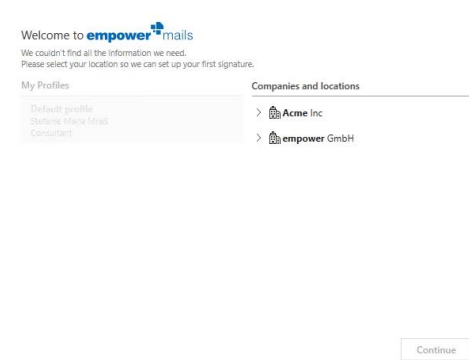 Welcome to empower mails
We couldn't find all the information we need.
Please select your location so we can set up your first signature.
My Profiles
Companies and locations
Default profile
Stefanie Maria
Consultant
Acme Inc
empower GmbH
Continue